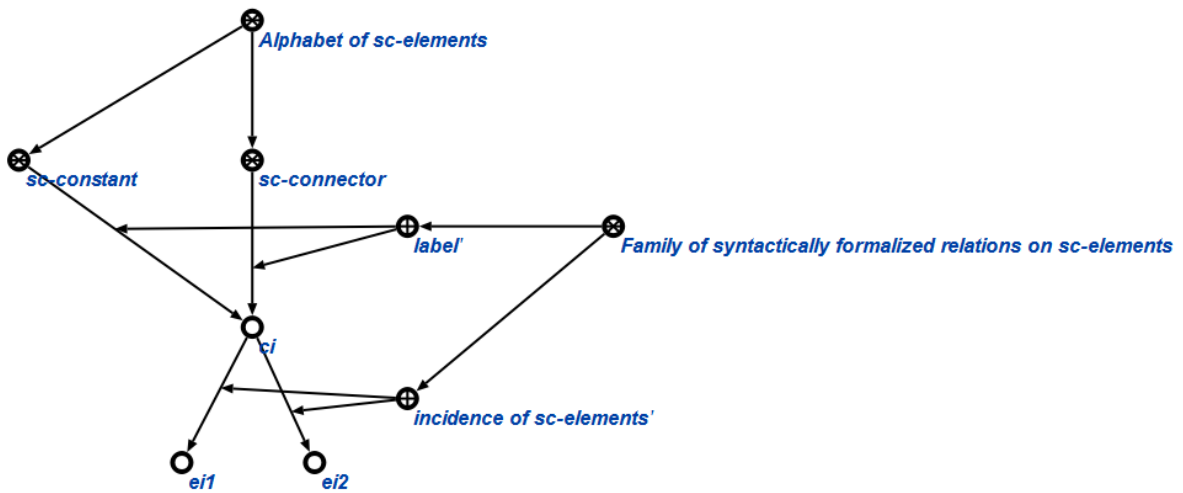 Alphabet of sc-elements
sc-constant
sc-connector
label'
Family of syntactically formalized relations on sc-elements
ci
incidence of sc-elements'
ei1
ei2